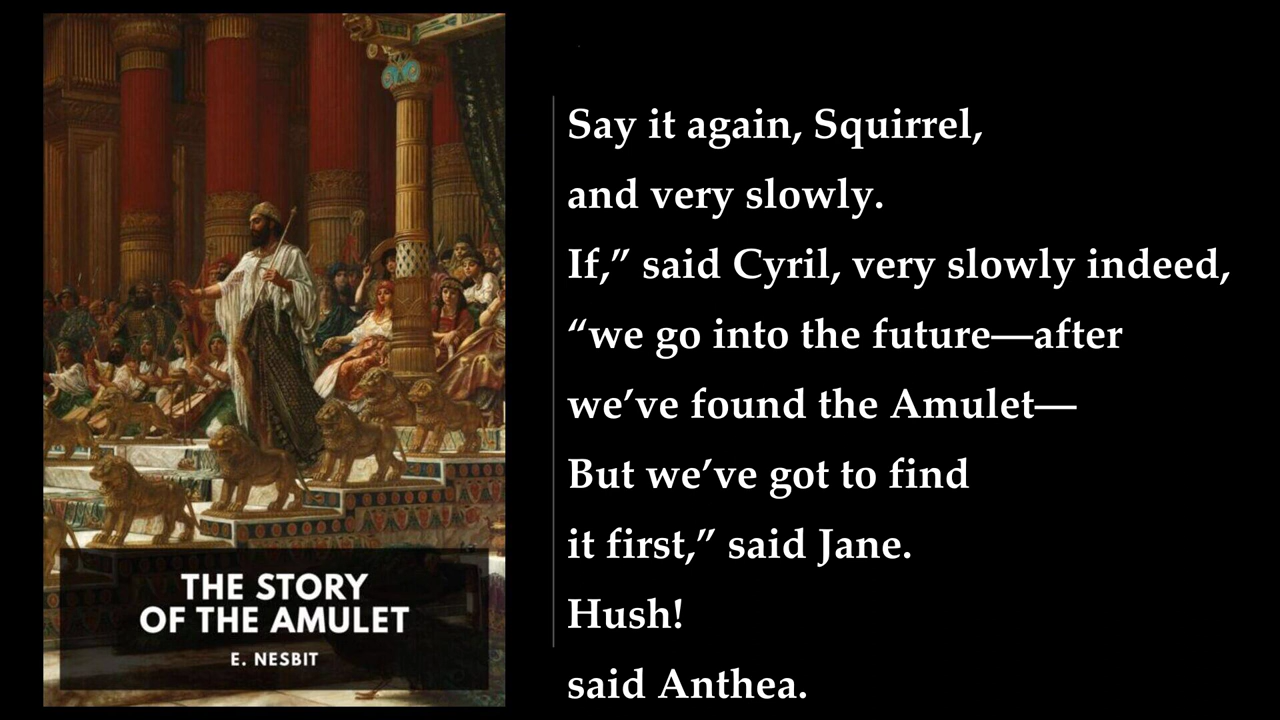 THE STORY
OF THE AMULET
E. NESBIT
Say it again, Squirrel,
and very slowly.
If,” said Cyril, very slowly indeed,
“we go into the future—after
we’ve found the Amulet—
But we’ve got to find
it first,” said Jane.
Hush!
said Anthea.